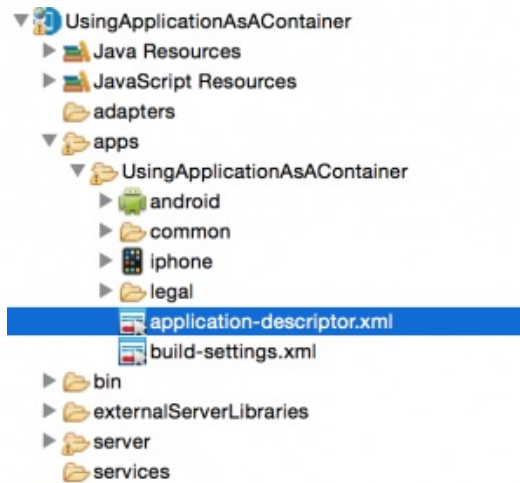 UsingApplicationAsAContainer
Java Resources
JavaScript Resources
adapters
apps
UsingApplicationAsAContainer
android
common
iphone
legal
application-descriptor.xml
build-settings.xml
bin
externalServerLibraries
server
services